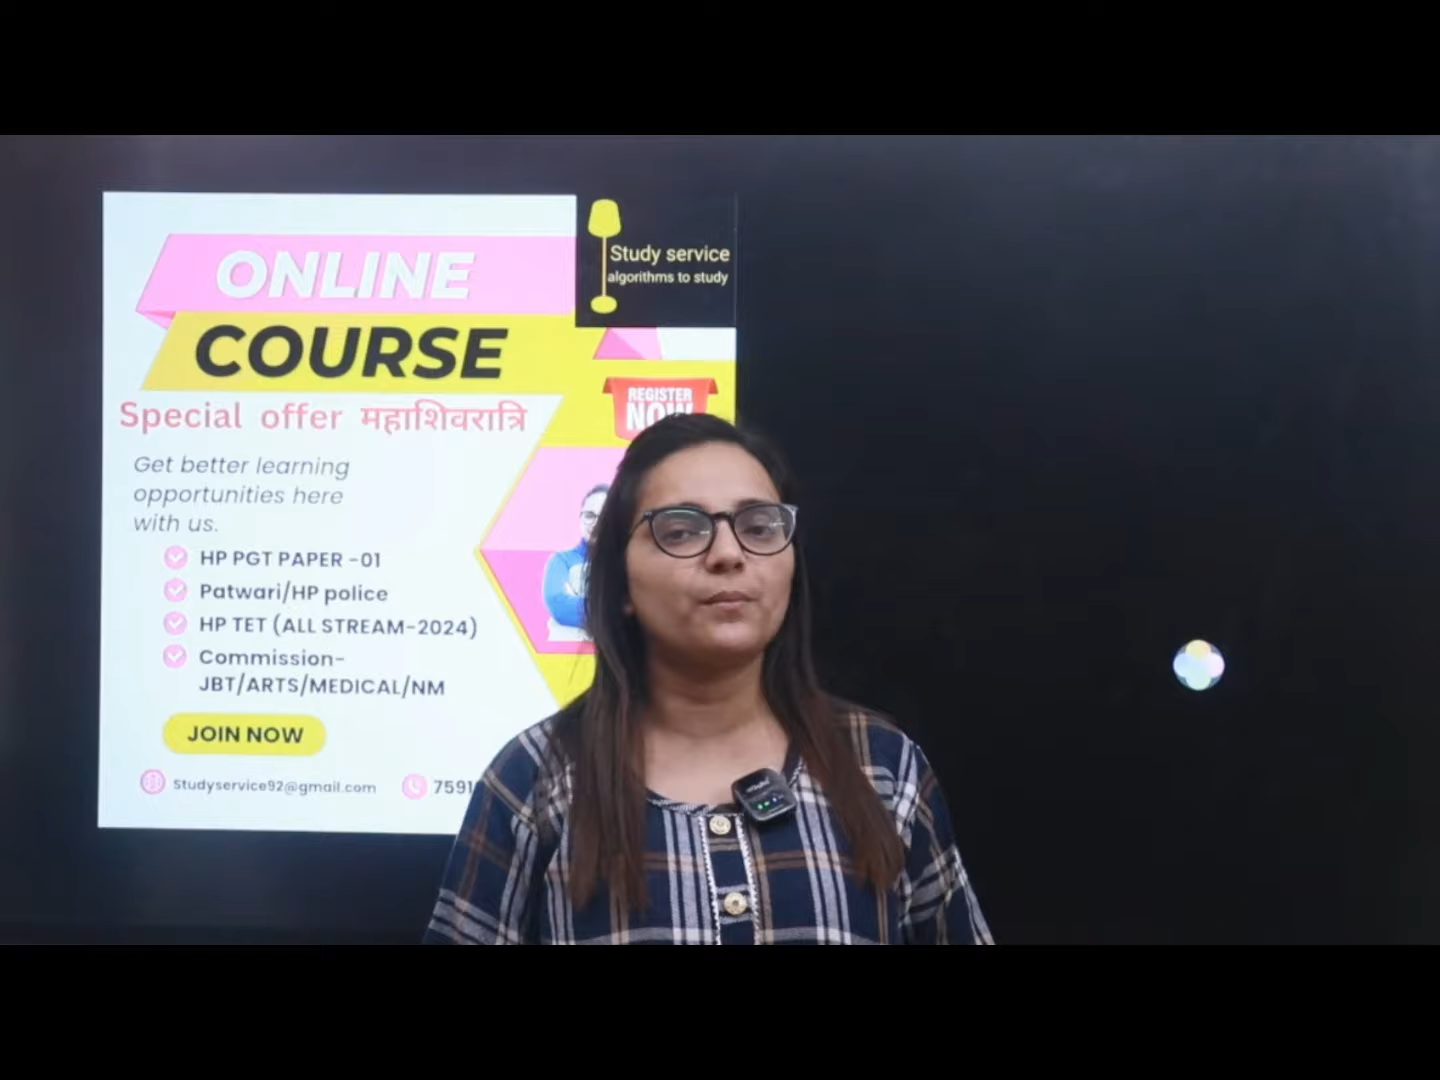 Study service
algorithms to study
ONLINE
COURSE
Special offer महाशिवरात्रि
REGISTER
NOW
Get better learning
opportunities here
with us.
HP PGT PAPER -01
Patwari/HP police
HP TET (ALL STREAM-2024)
Commission-
JBT/ARTS/MEDICAL/NM
JOIN NOW
Studyservice92@gmail.com
7591